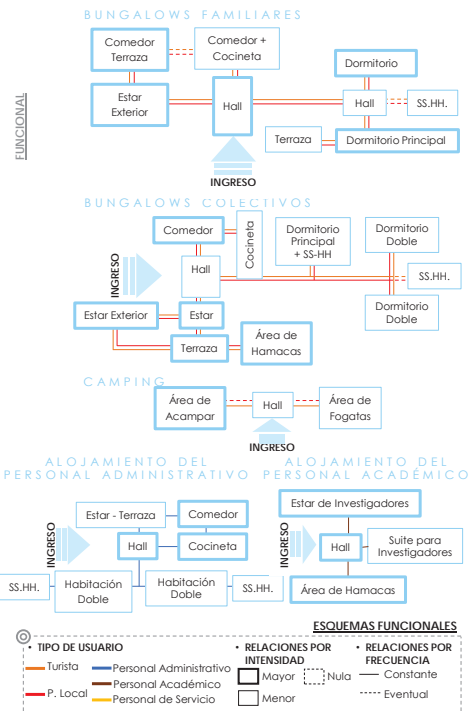 BUNGALOWS FAMILIARES
FUNCIONAL
Comedor
Terraza
Comedor +
Cocineta
Dormitorio
Estar
Exterior
Hall
Hall
SS.HH.
Terraza
Dormitorio Principal
INGRESO
BUNGALOWS COLECTIVOS
Comedor
Cocineta
Dormitorio
Principal
+ SS-HH
Dormitorio
Doble
INGRESO
Hall
SS.HH.
Estar Exterior
Estar
Dormitorio
Doble
Terraza
Área de
Hamacas
CAMPING
Área de
Acampar
Hall
Área de
Fogatas
INGRESO
ALOJAMIENTO DEL
PERSONAL ADMINISTRATIVO
ALOJAMIENTO DEL
PERSONAL ACADÉMICO
Estar - Terraza
Comedor
INGRESO
Hall
Cocineta
SS.HH.
Habitación
Doble
Habitación
Doble
SS.HH.
Estar de Investigadores
INGRESO
Hall
Suite para
Investigadores
Área de Hamacas
ESQUEMAS FUNCIONALES
• TIPO DE USUARIO
Turista
P. Local
Personal Administrativo
Personal Académico
Personal de Servicio
• RELACIONES POR
INTENSIDAD
Mayor
Nula
Menor
• RELACIONES POR
FRECUENCIA
Constante
Eventual